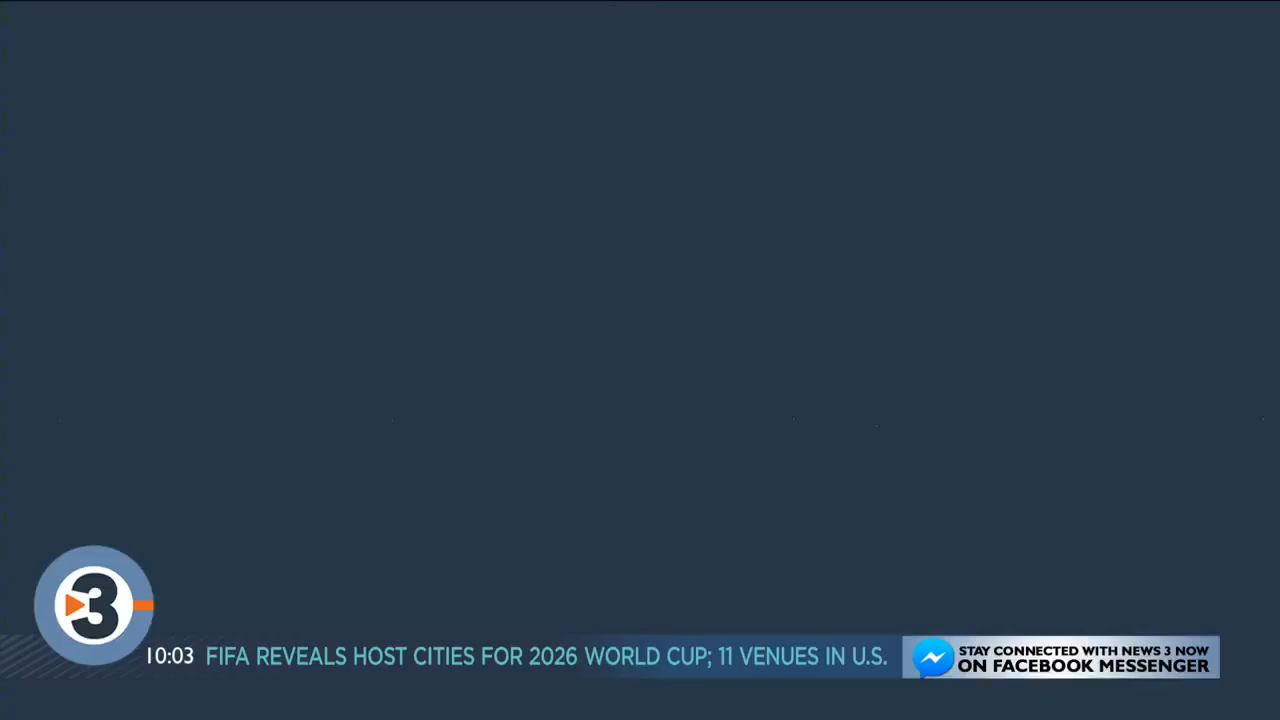 3
10:03 FIFA REVEALS HOST CITIES FOR 2026 WORLD CUP; 11 VENUES IN U.S.
STAY CONNECTED WITH NEWS 3 NOW
ON FACEBOOK MESSENGER